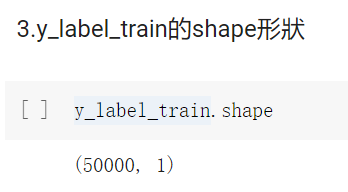 3.y_label_train的shape形狀
[ ] y_label_train.shape
(50000, 1)